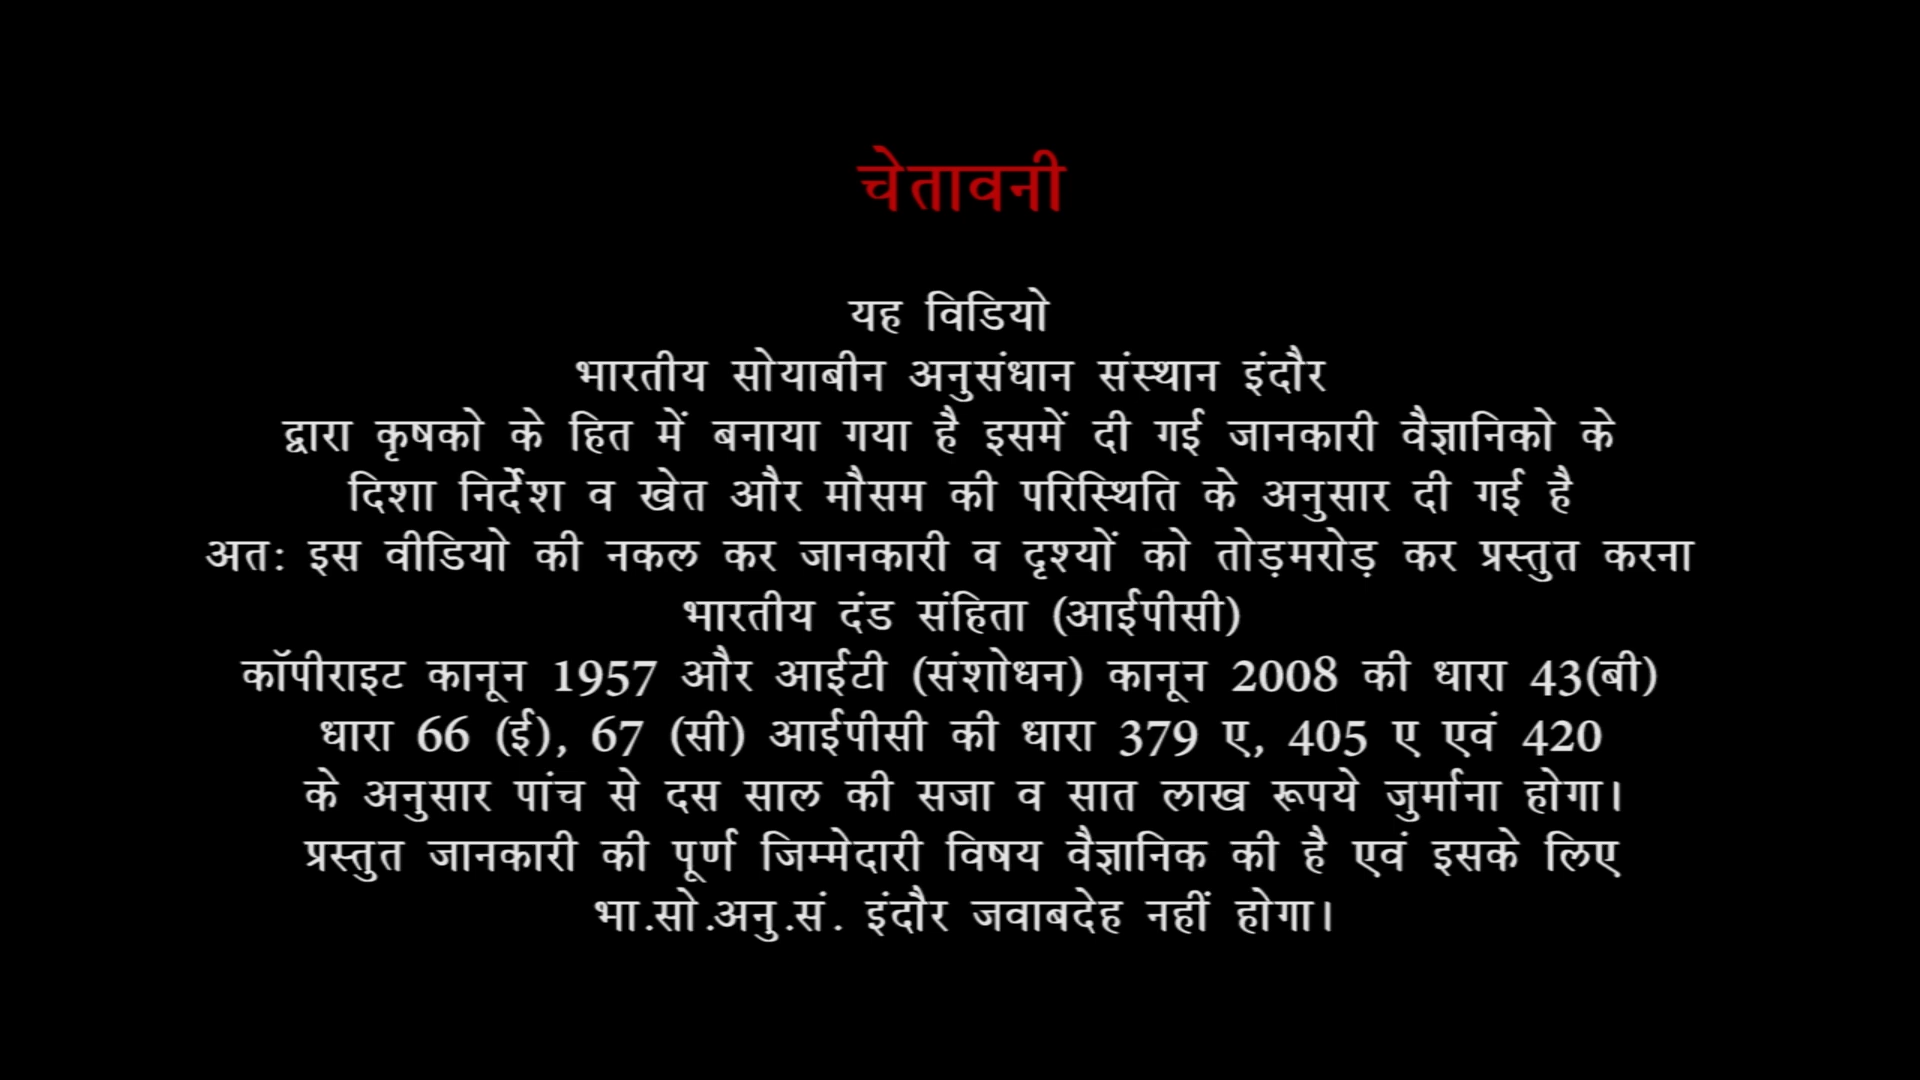 चेतावनी
यह विडियो
भारतीय सोयाबीन अनुसंधान संस्थान इंदौर
द्वारा कृषको के हित में बनाया गया है इसमें दी गई जानकारी वैज्ञानिको के
दिशा निर्देश व खेत और मौसम की परिस्थिति के अनुसार दी गई है
अतः इस वीडियो की नकल कर जानकारी व दृश्यों को तोड़मरोड़ कर प्रस्तुत करना
भारतीय दंड संहिता (आईपीसी)
कॉपीराइट कानून 1957 और आईटी (संशोधन) कानून 2008 की धारा 43(बी)
धारा 66 (ई), 67 (सी) आईपीसी की धारा 379 ए, 405 ए एवं 420
के अनुसार पांच से दस साल की सजा व सात लाख रूपये जुर्माना होगा।
प्रस्तुत जानकारी की पूर्ण जिम्मेदारी विषय वैज्ञानिक की है एवं इसके लिए
भा.सो.अनु.सं. इंदौर जवाबदेह नहीं होगा।